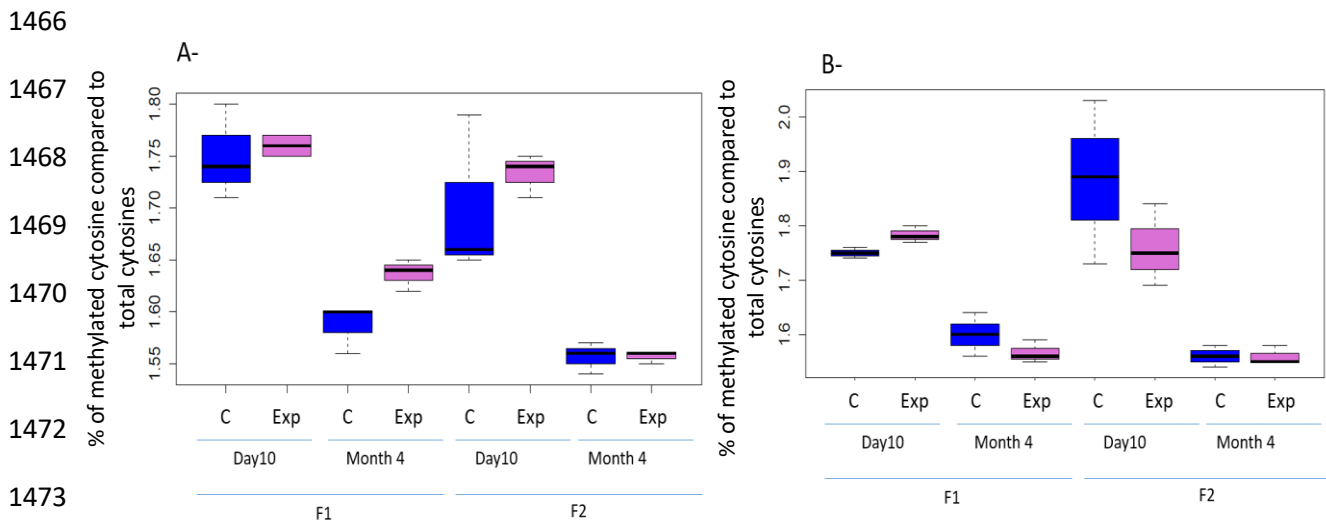 1466
1467
1468
1469
1470
1471
1472
1473
A-
% of methylated cytosine compared to
total cytosines
1.80
1.75
1.70
1.65
1.60
1.55
C Exp C Exp C Exp C Exp
Day10 Month 4 Day10 Month 4
F1 F2
B-
% of methylated cytosine compared to
total cytosines
2.0
1.9
1.8
1.7
1.6
C Exp C Exp C Exp C Exp
Day10 Month 4 Day10 Month 4
F1 F2